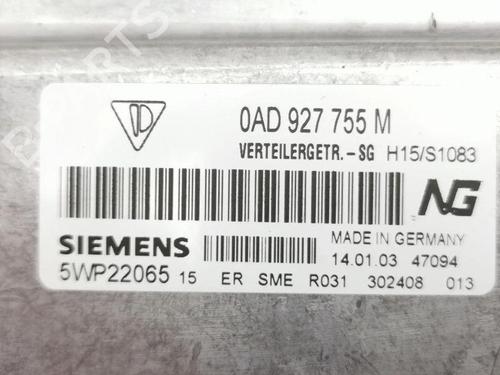 0AD 927 755 M
VERTEILERGETR.-SG H15/S1083
NG
SIEMENS
MADE IN GERMANY
14.01.03 47094
5WP22065 15 ER SME R031 302408 013